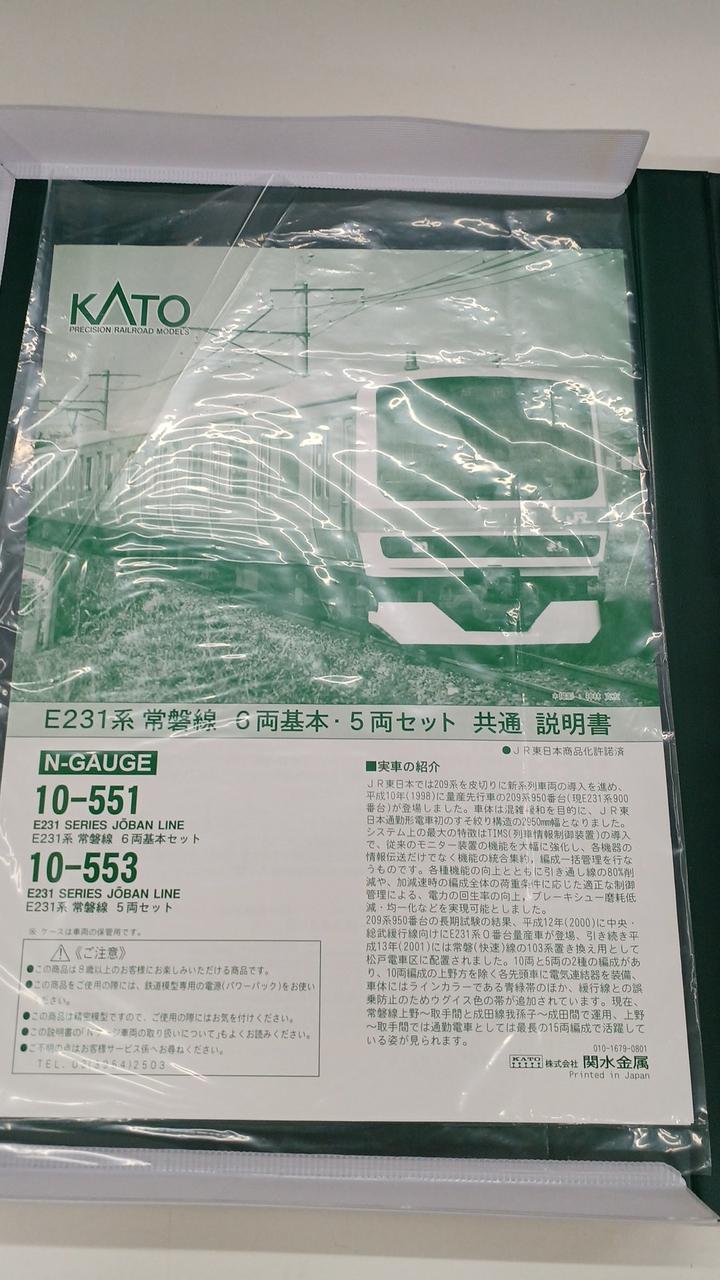 KATO
PRECISION RAILROAD MODELS
JR
E231系 常磐線 6両基本・5両セット 共通 説明書
●JR東日本商品化許諾済
N-GAUGE
10-551
E231 SERIES JŌBAN LINE
E231系 常磐線 6両基本セット
10-553
E231 SERIES JŌBAN LINE
E231系 常磐線 5両セット
※ ケースは車両の保管用です。
⚠《ご注意》
●この商品は8歳以上のお客様にお楽しみいただける商品です。
●この商品をご使用の際には、鉄道模型専用の電源(パワーパック)をお使い
ださい。
●この商品は精密模型ですので、ご使用の際にはお気を付けください。
●この説明書の「Nゲージ車両の取り扱いについて」もよくお読みください。
●ご不明の点はお客様サービス係へお尋ねください。
TEL.03(3954)2503
■実車の紹介
JR東日本では209系を皮切りに新系列車両の導入を進め、
平成10年(1998)に量産先行車の209系950番台(現E231系900
番台)が登場しました。車体は混雑緩和を目的に、JR東
日本通勤形電車初のすそ絞り構造の2950mm幅となりました。
システム上の最大の特徴はTIMS(列車情報制御装置)の導入
で、従来のモニター装置の機能を大幅に強化し、各機器の
情報伝送だけでなく機能の統合集約，編成一括管理を行な
うものです。各種機能の向上とともに引き通し線の80%削
減や、加減速時の編成全体の荷重条件に応じた適正な制御
管理による、電力の回生率の向上，ブレーキシュー磨耗低
減・均一化などを実現可能としました。
209系950番台の長期試験の結果、平成12年(2000)に中央・
総武緩行線向けにE231系0番台量産車が登場、引き続き平
成13年(2001)には常磐(快速)線の103系置き換え用として
松戸電車区に配置されました。10両と5両の2種の編成があ
り、10両編成の上野方を除く各先頭車に電気連結器を装備、
車体にはラインカラーである青緑帯のほか、緩行線との誤
乗防止のためウグイス色の帯が追加されています。現在、
常磐線上野〜取手間と成田線我孫子〜成田間で運用、上野
〜取手間では通勤電車としては最長の15両編成で活躍して
いる姿が見られます。
010-1679-0801
KATO 株式会社 関水金属
Printed in Japan